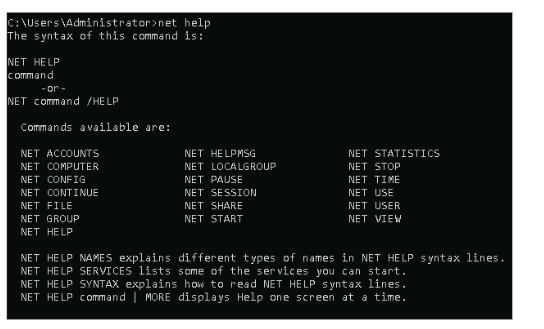 C:\Users\Administrator>net help
The syntax of this command is:
NET HELP
command
-or-
NET command /HELP
Commands available are:
NET ACCOUNTS NET HELPMSG NET STATISTICS
NET COMPUTER NET LOCALGROUP NET STOP
NET CONFIG NET PAUSE NET TIME
NET CONTINUE NET SESSION NET USE
NET FILE NET SHARE NET USER
NET GROUP NET START NET VIEW
NET HELP
NET HELP NAMES explains different types of names in NET HELP syntax lines.
NET HELP SERVICES lists some of the services you can start.
NET HELP SYNTAX explains how to read NET HELP syntax lines.
NET HELP command | MORE displays Help one screen at a time.